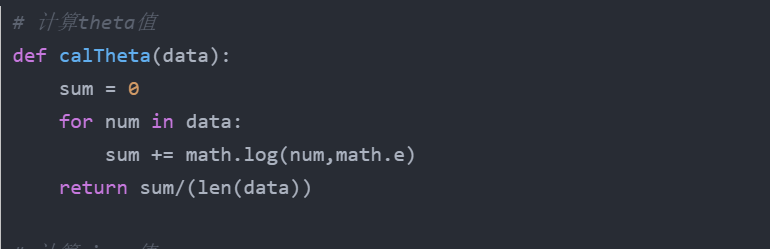 # 计算theta值
def calTheta(data):
    sum = 0
    for num in data:
        sum += math.log(num,math.e)
    return sum/(len(data))